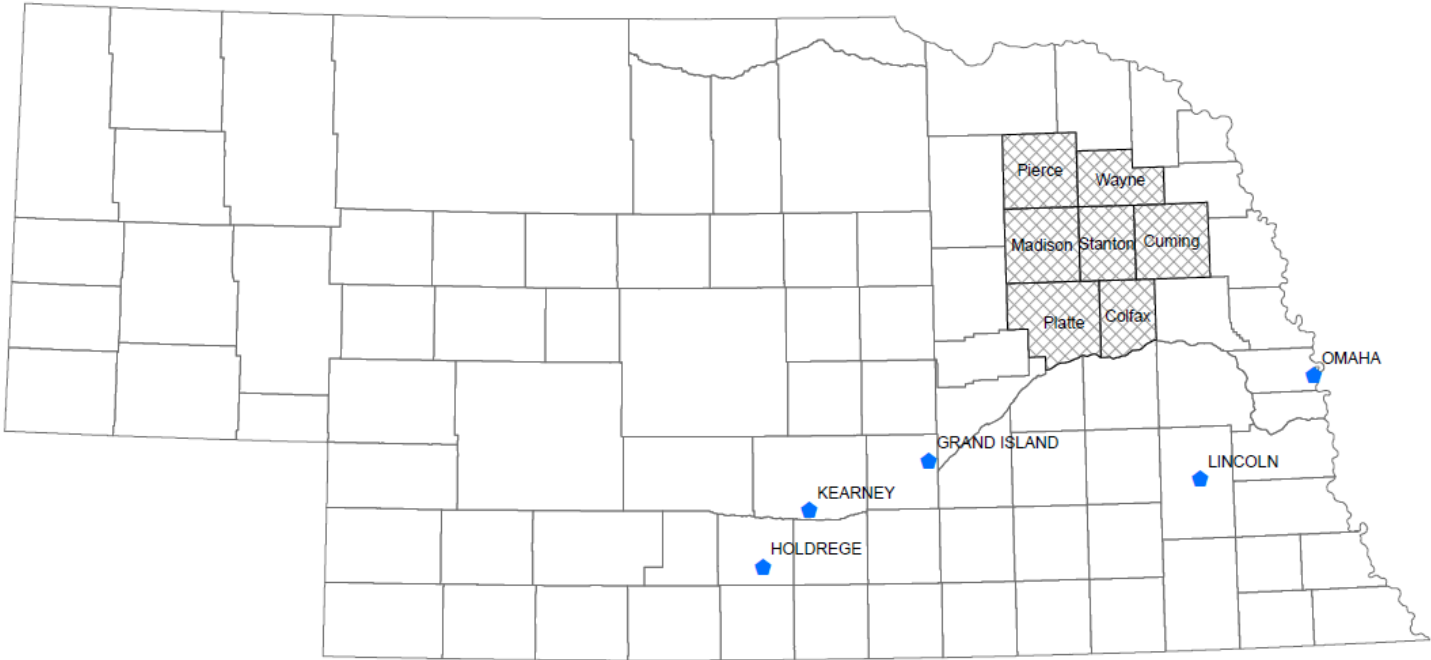 Pierce
Wayne
Madison
Stanton
Cuming
Platte
Colfax
OMAHA
GRAND ISLAND
LINCOLN
KEARNEY
HOLDREGE